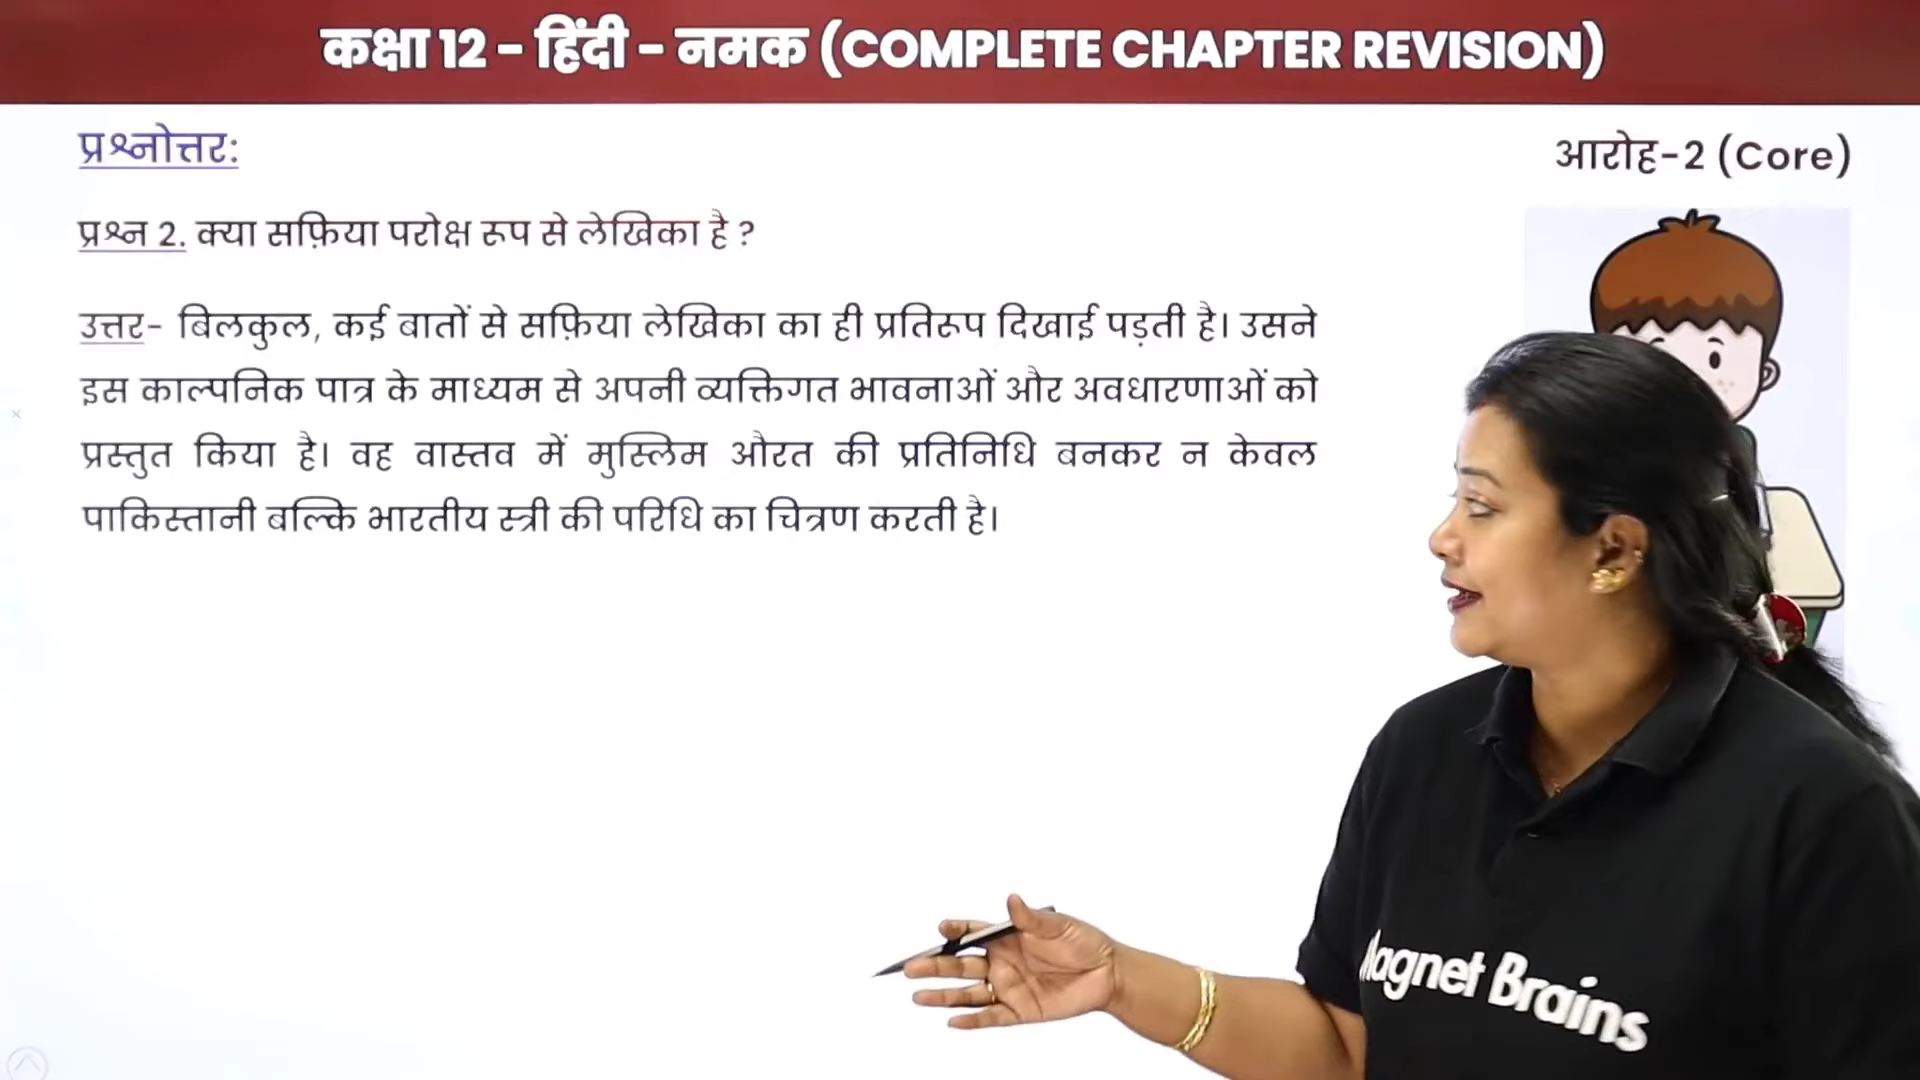 कक्षा 12 - हिंदी - नमक (COMPLETE CHAPTER REVISION)
प्रश्नोत्तर:
आरोह-2 (Core)
प्रश्न 2. क्या सफ़िया परोक्ष रूप से लेखिका है ?
उत्तर- बिलकुल, कई बातों से सफ़िया लेखिका का ही प्रतिरूप दिखाई पड़ती है। उसने
इस काल्पनिक पात्र के माध्यम से अपनी व्यक्तिगत भावनाओं और अवधारणाओं को
प्रस्तुत किया है। वह वास्तव में मुस्लिम औरत की प्रतिनिधि बनकर न केवल
पाकिस्तानी बल्कि भारतीय स्त्री की परिधि का चित्रण करती है।
Magnet Brains